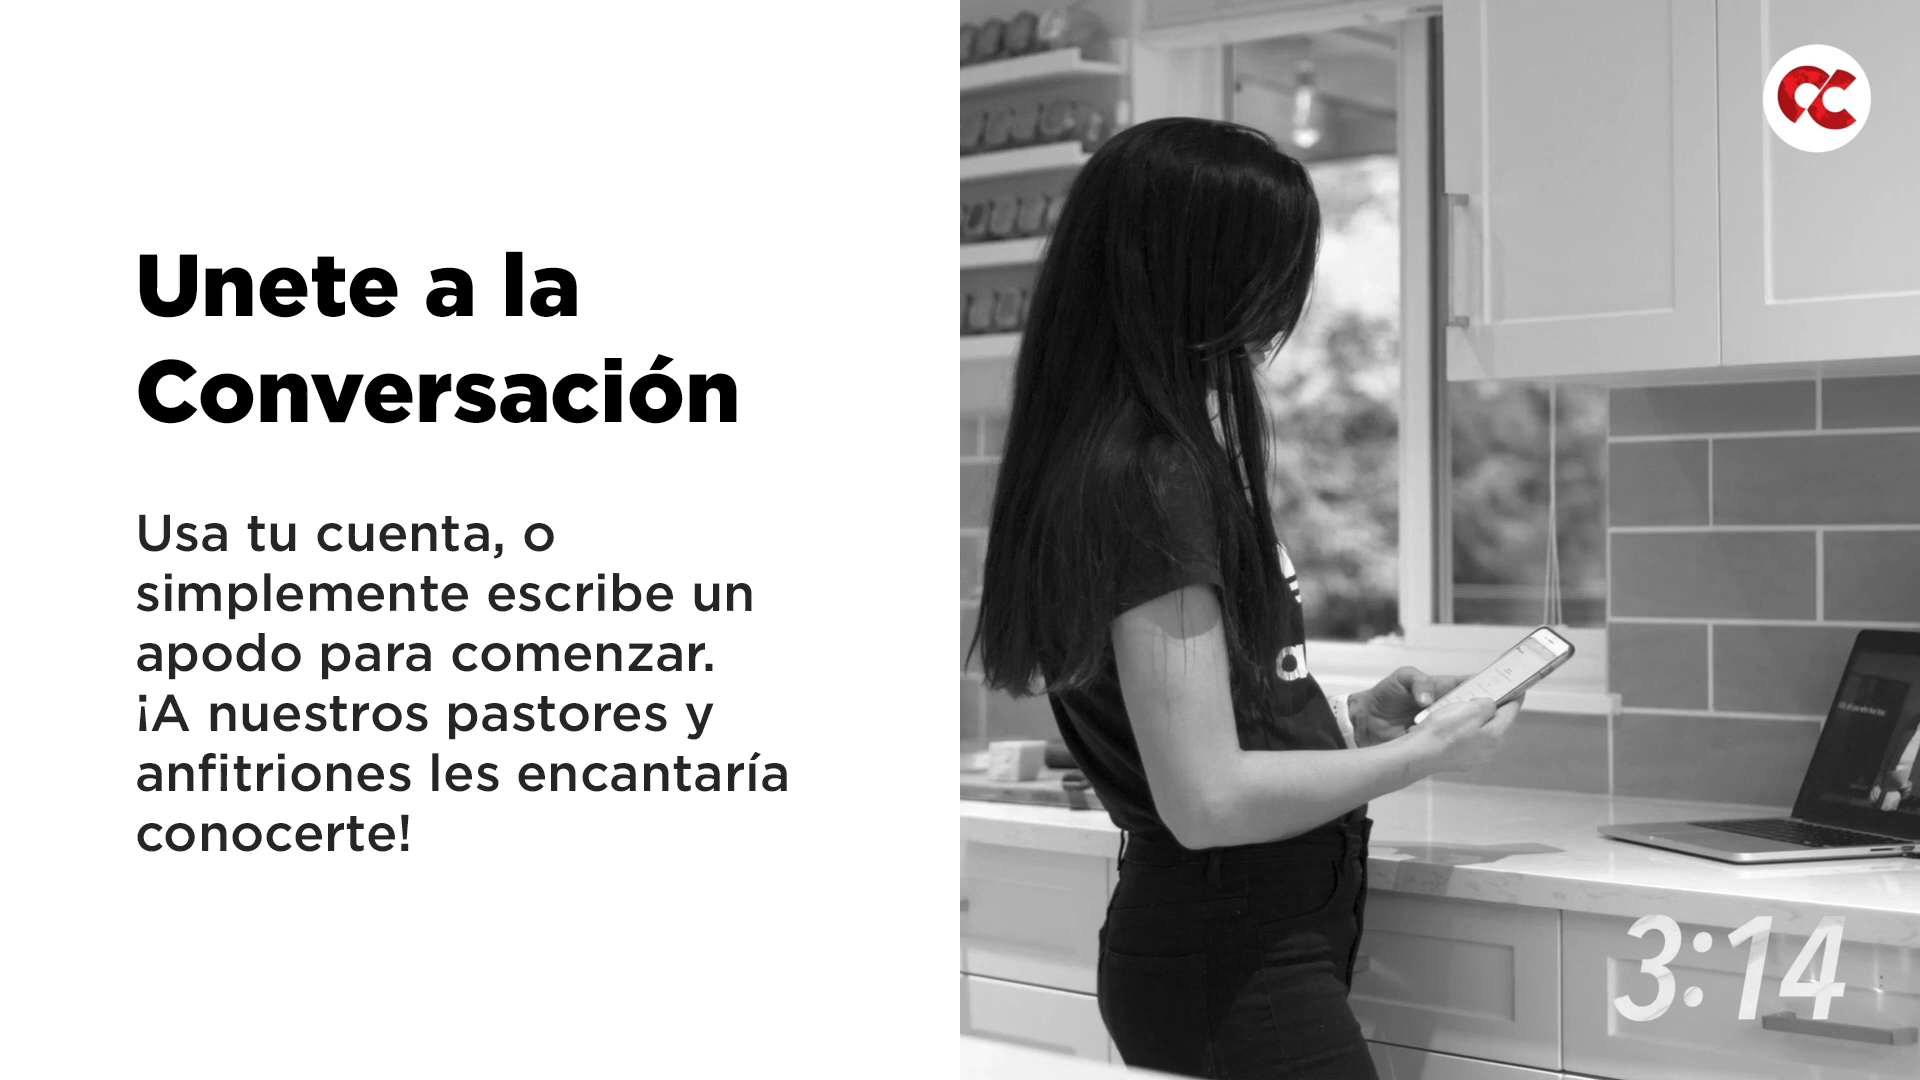 Unete a la
Conversación
Usa tu cuenta, o
simplemente escribe un
apodo para comenzar.
¡A nuestros pastores y
anfitriones les encantaría
conocerte!
3:14